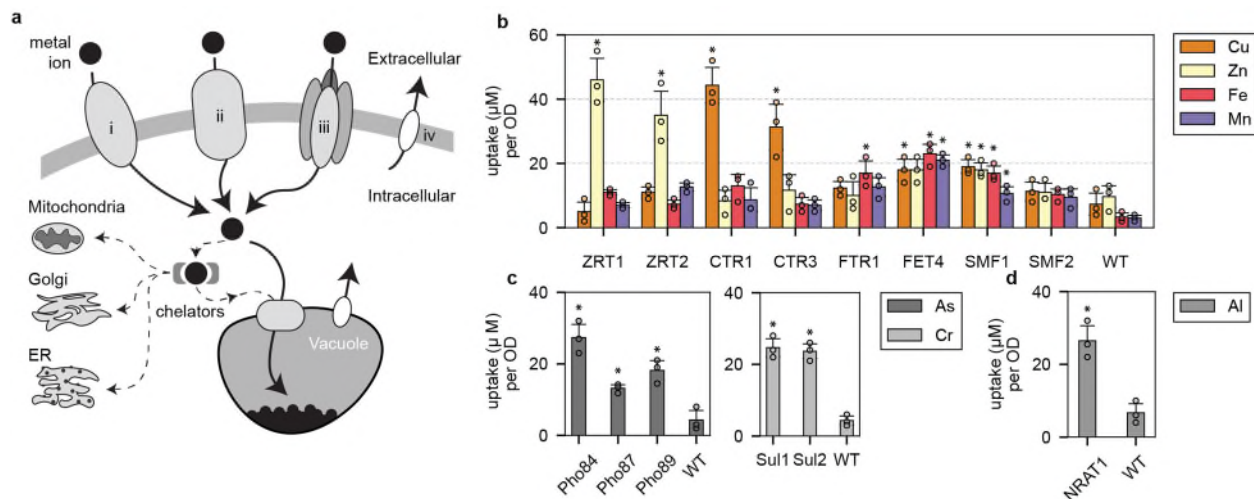 a
metal
ion
Extracellular
i
ii
iii
iv
Intracellular
Mitochondria
Golgi
chelators
ER
Vacuole
b
uptake (µM)
per OD
60
40
20
0
* * * * * * * * * * * * *
ZRT1 ZRT2 CTR1 CTR3 FTR1 FET4 SMF1 SMF2 WT
Cu
Zn
Fe
Mn
c
uptake (µ M)
per OD
40
20
0
* * *
Pho84 Pho87 Pho89 WT
40
20
0
* *
Sul1 Sul2 WT
As
Cr
d
uptake (µM)
per OD
40
20
0
*
NRAT1 WT
Al